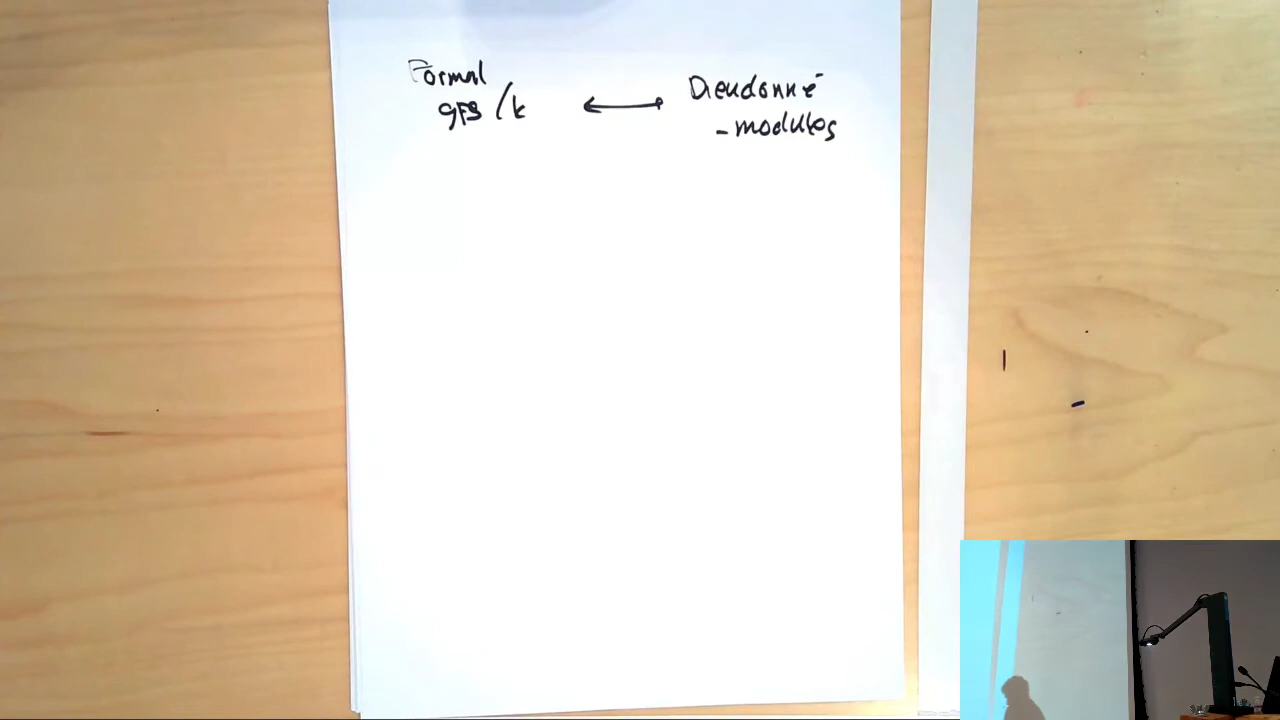 Formal
gps / k ⟷ Dieudonné
- modules